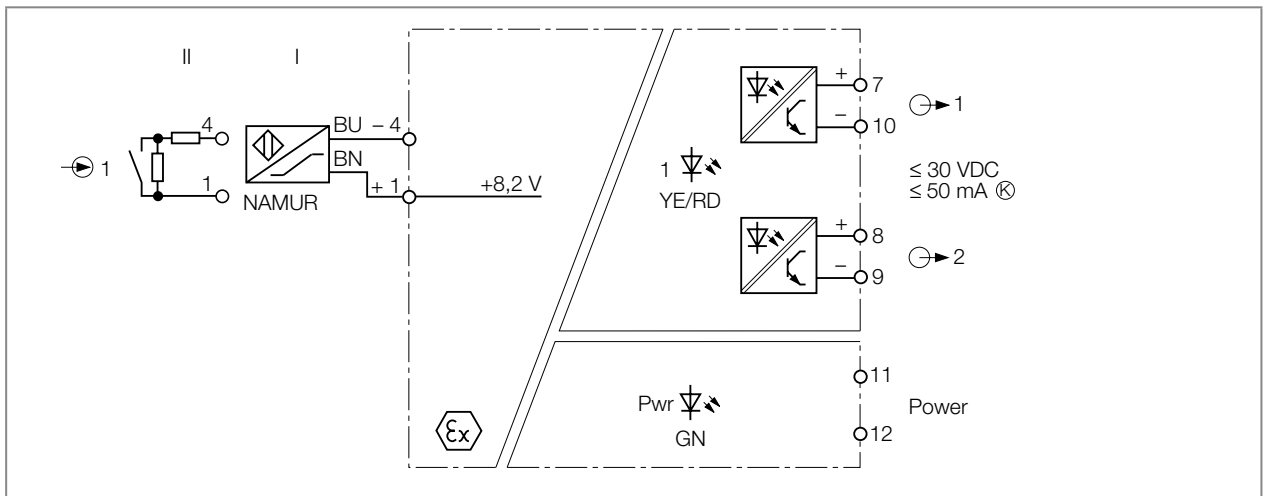 II I
4 BU – 4
BN
1 1 + 1 +8,2 V
NAMUR
1
YE/RD
+ 7
1
– 10
≤ 30 VDC
≤ 50 mA Ⓚ
+ 8
2
– 9
11
Pwr Power
GN 12
Ex